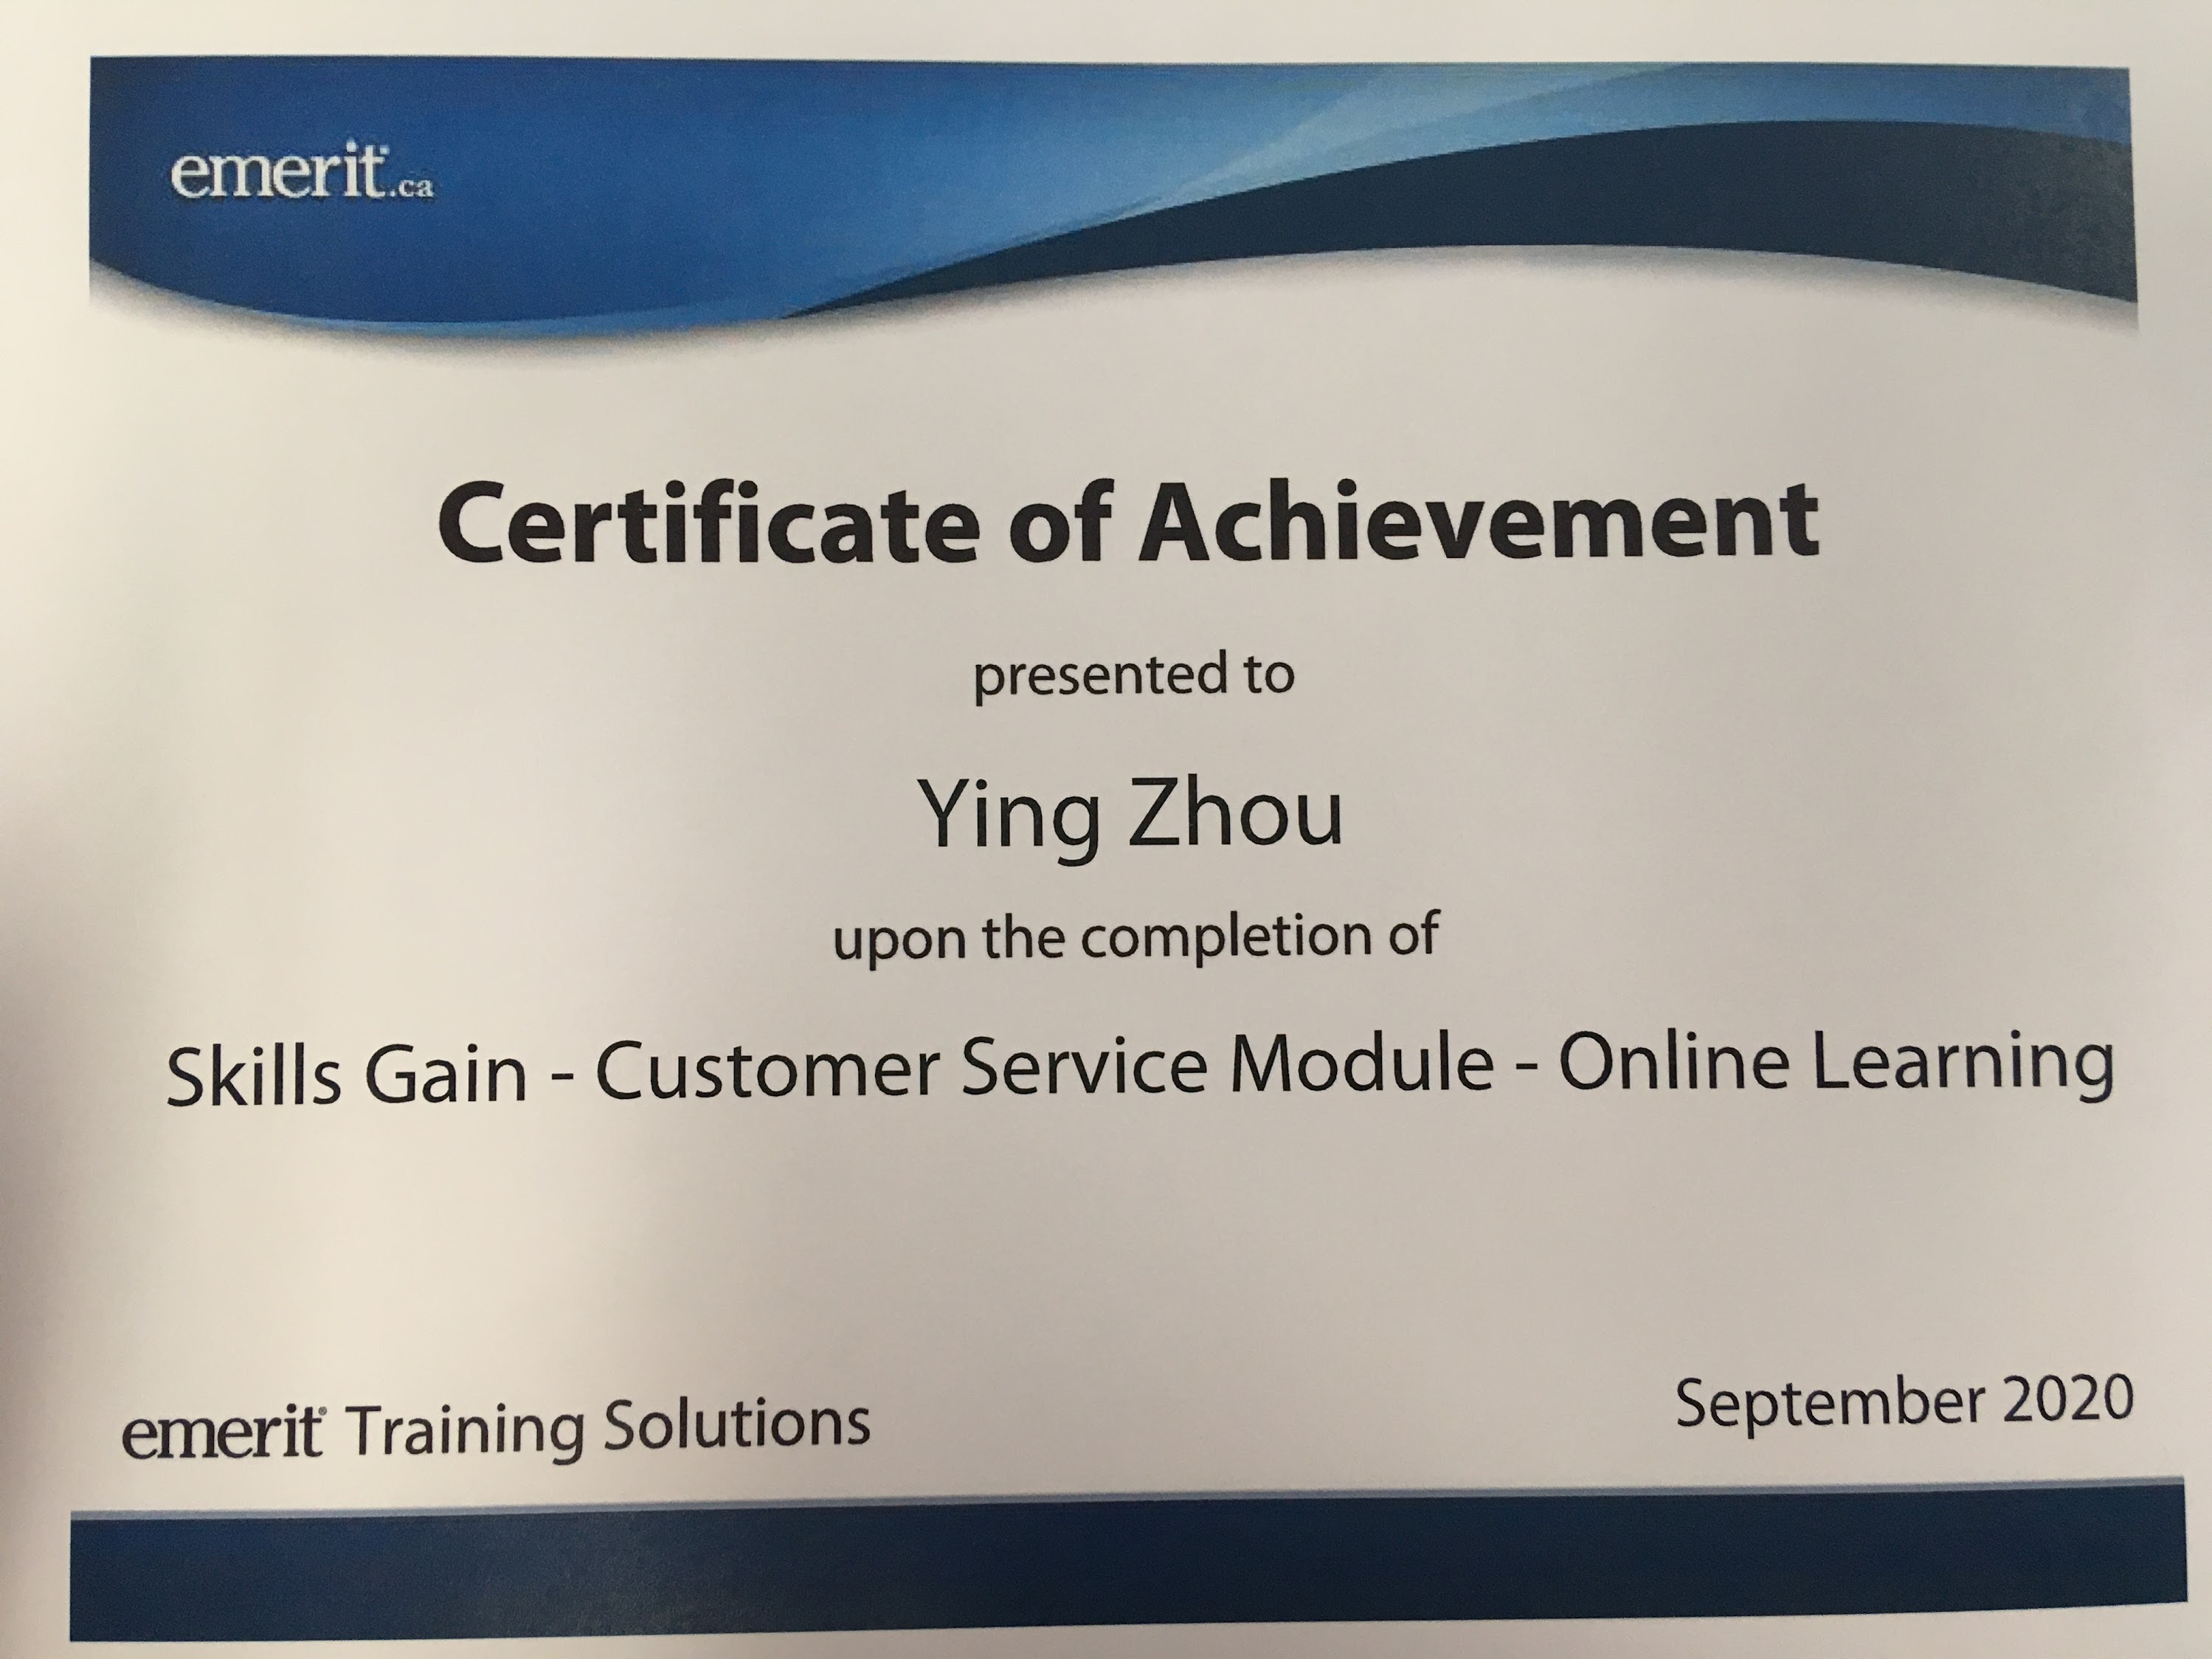 emerit.ca
Certificate of Achievement
presented to
Ying Zhou
upon the completion of
Skills Gain - Customer Service Module - Online Learning
emerit Training Solutions
September 2020